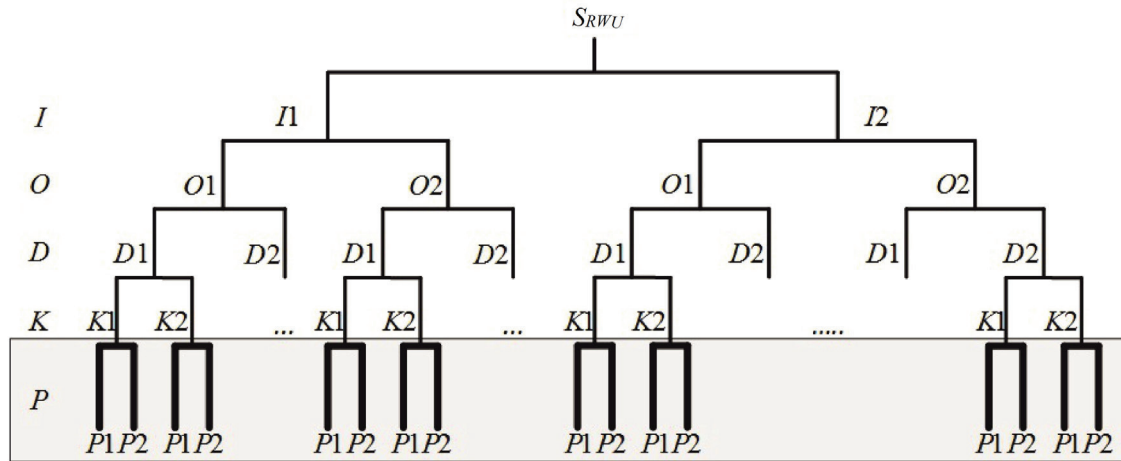 S_RWU
I I1 I2
O O1 O2 O1 O2
D D1 D2 D1 D2 D1 D2 D1 D2
K K1 K2 ... K1 K2 ... K1 K2 ..... K1 K2
P
P1 P2 P1 P2 P1 P2 P1 P2 P1 P2 P1 P2 P1 P2 P1 P2